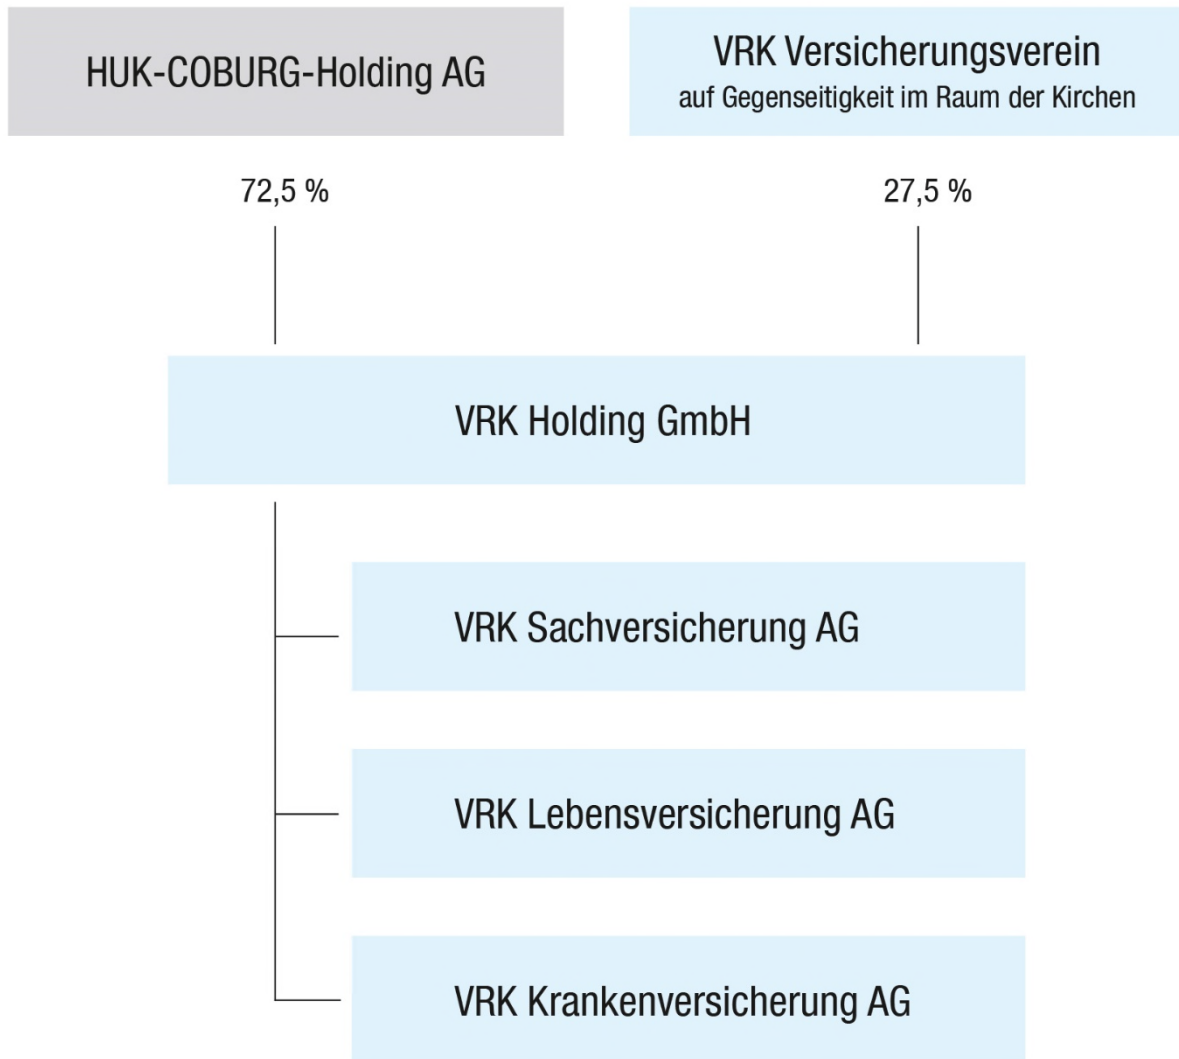 HUK-COBURG-Holding AG
VRK Versicherungsverein
auf Gegenseitigkeit im Raum der Kirchen
72,5 %
27,5 %
VRK Holding GmbH
VRK Sachversicherung AG
VRK Lebensversicherung AG
VRK Krankenversicherung AG